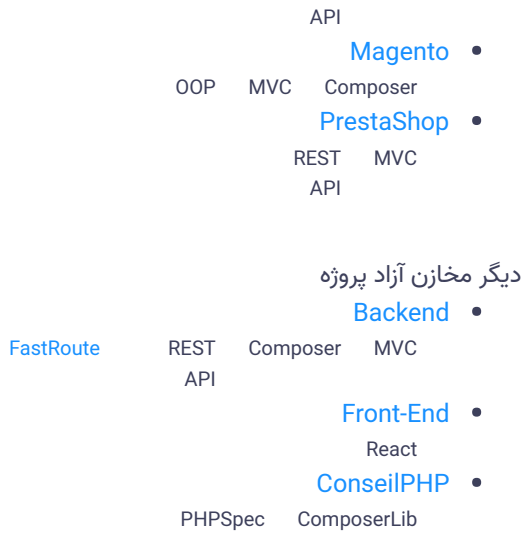 API
Magento
Composer MVC OOP
PrestaShop
MVC REST
API
دیگر مخازن آزاد پروژه
Backend
MVC Composer REST FastRoute
API
Front-End
React
ConseilPHP
ComposerLib PHPSpec